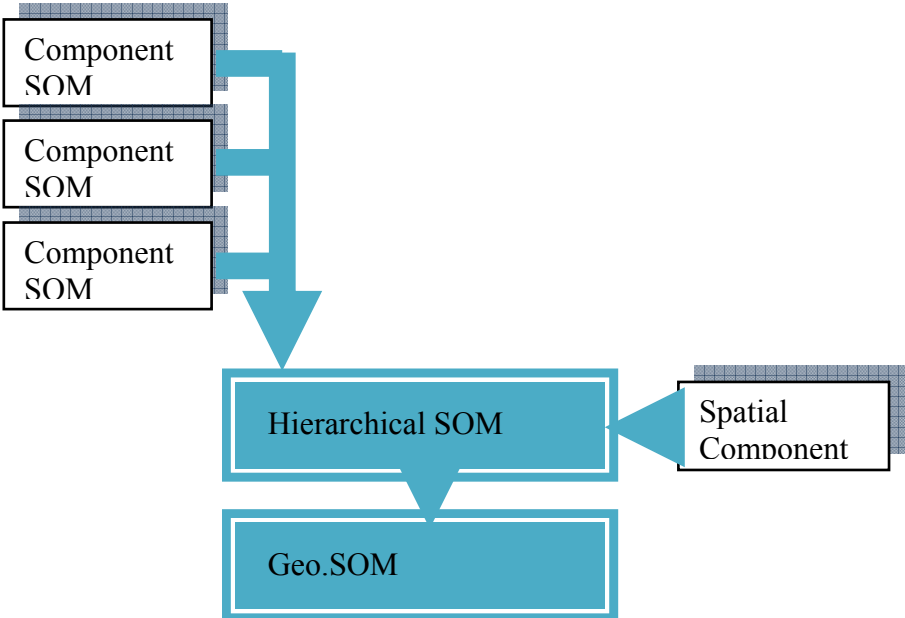 Component
SOM
Component
SOM
Component
SOM
Hierarchical SOM
Spatial
Component
Geo.SOM